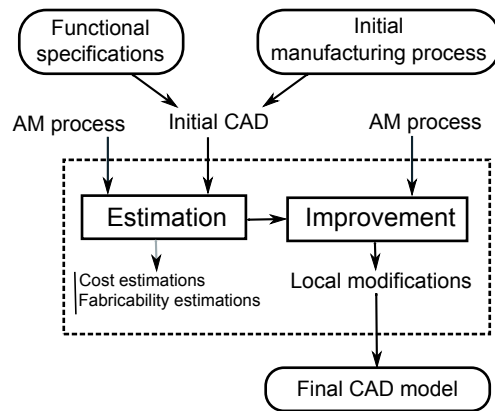 Functional
specifications
Initial
manufacturing process
AM process
Initial CAD
AM process
Estimation
Improvement
Cost estimations
Fabricability estimations
Local modifications
Final CAD model